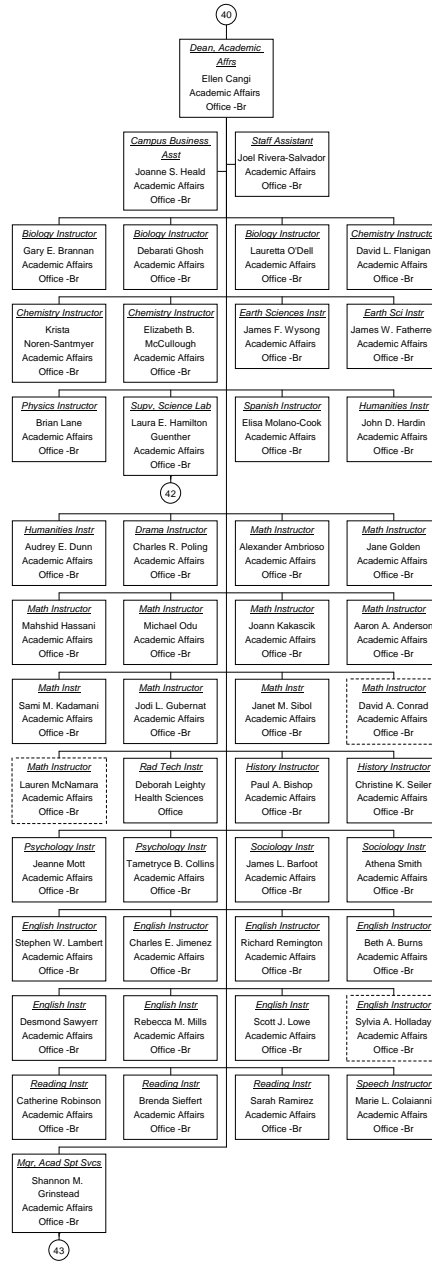 40
Dean, Academic
Affrs
Ellen Cangi
Academic Affairs
Office -Br
Campus Business
Asst
Joanne S. Heald
Academic Affairs
Office -Br
Staff Assistant
Joel Rivera-Salvador
Academic Affairs
Office -Br
Biology Instructor
Gary E. Brannan
Academic Affairs
Office -Br
Biology Instructor
Debarati Ghosh
Academic Affairs
Office -Br
Biology Instructor
Lauretta O'Dell
Academic Affairs
Office -Br
Chemistry Instructor
David L. Flanigan
Academic Affairs
Office -Br
Chemistry Instructor
Krista
Noren-Santmyer
Academic Affairs
Office -Br
Chemistry Instructor
Elizabeth B.
McCullough
Academic Affairs
Office -Br
Earth Sciences Instr
James F. Wysong
Academic Affairs
Office -Br
Earth Sci Instr
James W. Fatherree
Academic Affairs
Office -Br
Physics Instructor
Brian Lane
Academic Affairs
Office -Br
Supv, Science Lab
Laura E. Hamilton
Guenther
Academic Affairs
Office -Br
42
Spanish Instructor
Elisa Molano-Cook
Academic Affairs
Office -Br
Humanities Instr
John D. Hardin
Academic Affairs
Office -Br
Humanities Instr
Audrey E. Dunn
Academic Affairs
Office -Br
Drama Instructor
Charles R. Poling
Academic Affairs
Office -Br
Math Instructor
Alexander Ambrioso
Academic Affairs
Office -Br
Math Instructor
Jane Golden
Academic Affairs
Office -Br
Math Instructor
Mahshid Hassani
Academic Affairs
Office -Br
Math Instructor
Michael Odu
Academic Affairs
Office -Br
Math Instructor
Joann Kakascik
Academic Affairs
Office -Br
Math Instructor
Aaron A. Anderson
Academic Affairs
Office -Br
Math Instr
Sami M. Kadamani
Academic Affairs
Office -Br
Math Instructor
Jodi L. Gubernat
Academic Affairs
Office -Br
Math Instr
Janet M. Sibol
Academic Affairs
Office -Br
Math Instructor
David A. Conrad
Academic Affairs
Office -Br
Math Instructor
Lauren McNamara
Academic Affairs
Office -Br
Rad Tech Instr
Deborah Leighty
Health Sciences
Office
History Instructor
Paul A. Bishop
Academic Affairs
Office -Br
History Instructor
Christine K. Seiler
Academic Affairs
Office -Br
Psychology Instr
Jeanne Mott
Academic Affairs
Office -Br
Psychology Instr
Tametryce B. Collins
Academic Affairs
Office -Br
Sociology Instr
James L. Barfoot
Academic Affairs
Office -Br
Sociology Instr
Athena Smith
Academic Affairs
Office -Br
English Instructor
Stephen W. Lambert
Academic Affairs
Office -Br
English Instructor
Charles E. Jimenez
Academic Affairs
Office -Br
English Instructor
Richard Remington
Academic Affairs
Office -Br
English Instructor
Beth A. Burns
Academic Affairs
Office -Br
English Instr
Desmond Sawyerr
Academic Affairs
Office -Br
English Instr
Rebecca M. Mills
Academic Affairs
Office -Br
English Instr
Scott J. Lowe
Academic Affairs
Office -Br
English Instructor
Sylvia A. Holladay
Academic Affairs
Office -Br
Reading Instr
Catherine Robinson
Academic Affairs
Office -Br
Reading Instr
Brenda Sieffert
Academic Affairs
Office -Br
Reading Instr
Sarah Ramirez
Academic Affairs
Office -Br
Speech Instructor
Marie L. Colaianni
Academic Affairs
Office -Br
Mgr, Acad Spt Svcs
Shannon M.
Grinstead
Academic Affairs
Office -Br
43